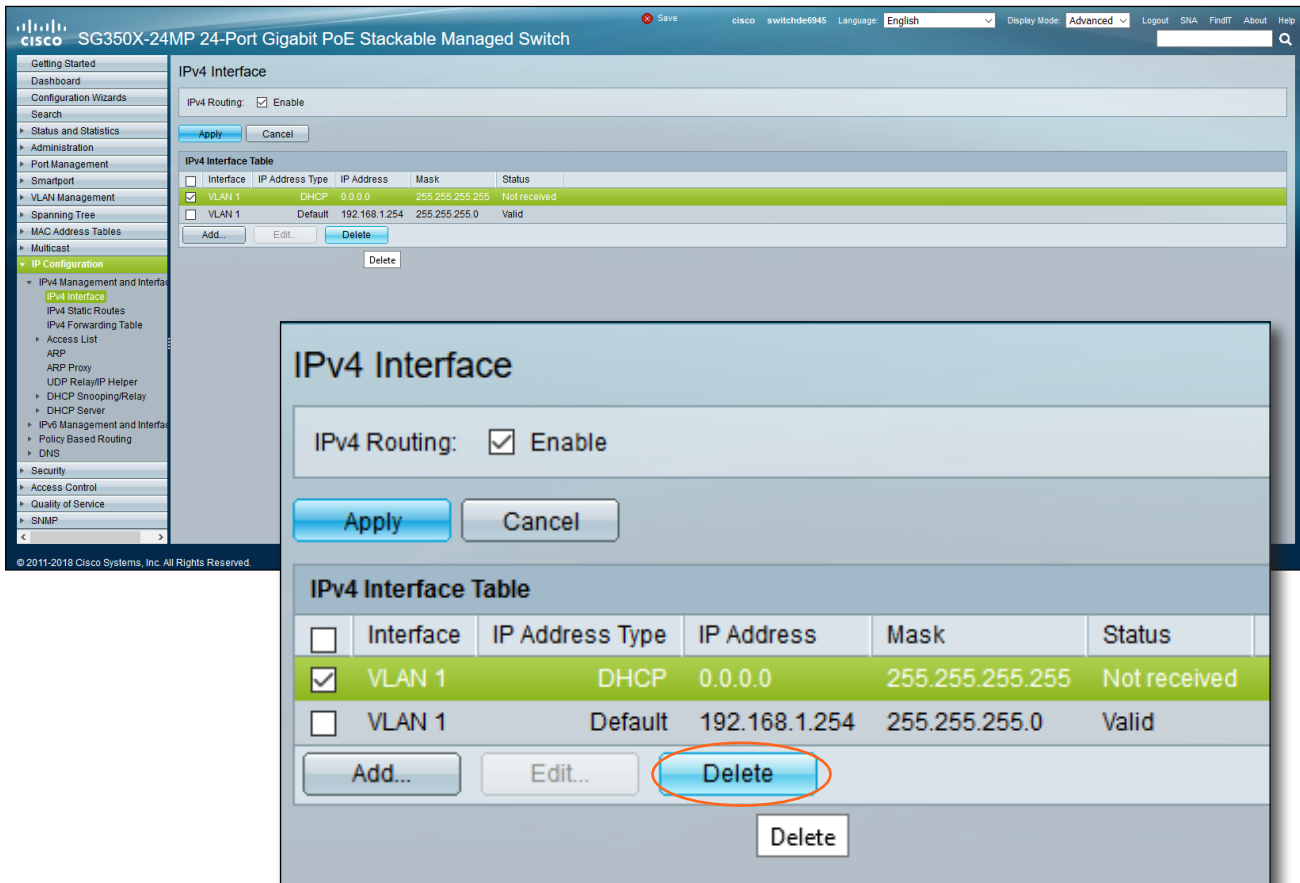 Save cisco switchde6945 Language: English Display Mode: Advanced Logout SNA FindIT About Help
cisco SG350X-24MP 24-Port Gigabit PoE Stackable Managed Switch
Getting Started
Dashboard
Configuration Wizards
Search
Status and Statistics
Administration
Port Management
Smartport
VLAN Management
Spanning Tree
MAC Address Tables
Multicast
IP Configuration
IPv4 Management and Interfac
IPv4 Interface
IPv4 Static Routes
IPv4 Forwarding Table
Access List
ARP
ARP Proxy
UDP Relay/IP Helper
DHCP Snooping/Relay
DHCP Server
IPv6 Management and Interfac
Policy Based Routing
DNS
Security
Access Control
Quality of Service
SNMP
© 2011-2018 Cisco Systems, Inc. All Rights Reserved.
IPv4 Interface
IPv4 Routing: Enable
Apply Cancel
IPv4 Interface Table
Interface IP Address Type IP Address Mask Status
VLAN 1 DHCP 0.0.0.0 255.255.255.255 Not received
VLAN 1 Default 192.168.1.254 255.255.255.0 Valid
Add... Edit... Delete
Delete
IPv4 Interface
IPv4 Routing: Enable
Apply Cancel
IPv4 Interface Table
Interface IP Address Type IP Address Mask Status
VLAN 1 DHCP 0.0.0.0 255.255.255.255 Not received
VLAN 1 Default 192.168.1.254 255.255.255.0 Valid
Add... Edit... Delete
Delete